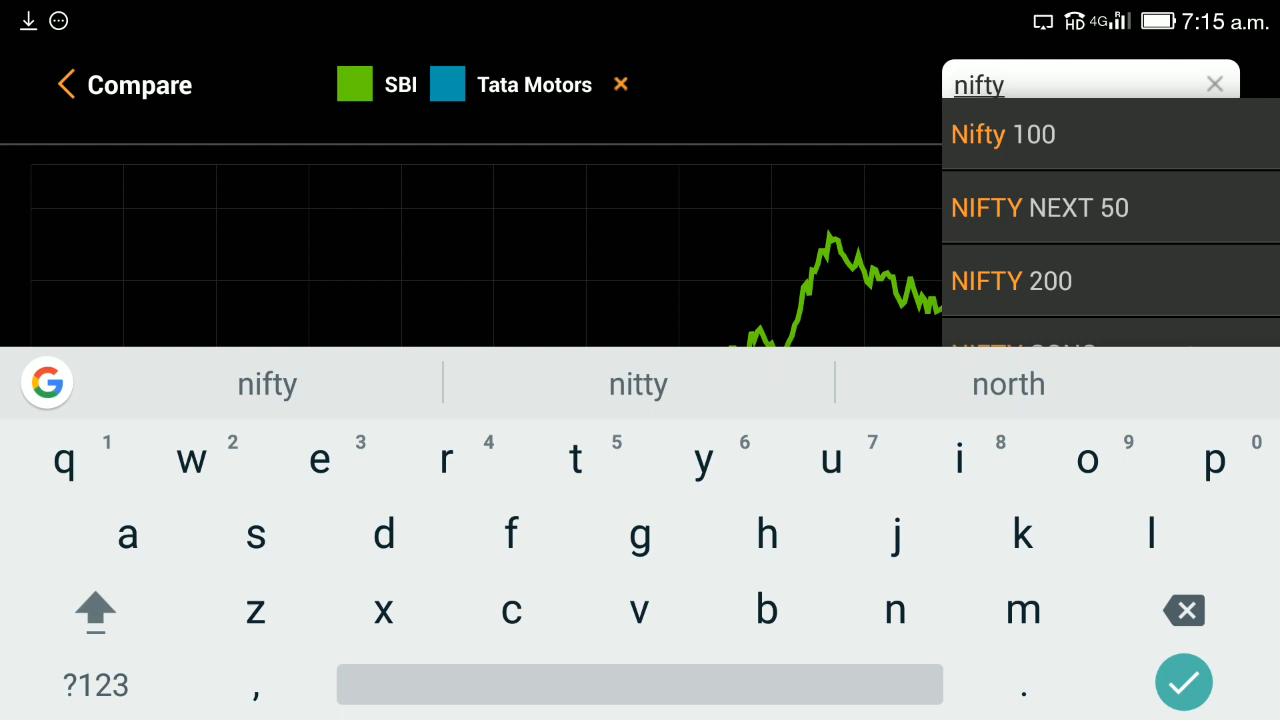 HD 4G R 7:15 a.m.
Compare SBI Tata Motors
nifty
Nifty 100
NIFTY NEXT 50
NIFTY 200
nifty nitty north
q 1 w 2 e 3 r 4 t 5 y 6 u 7 i 8 o 9 p 0
a s d f g h j k l
z x c v b n m
?123 , .